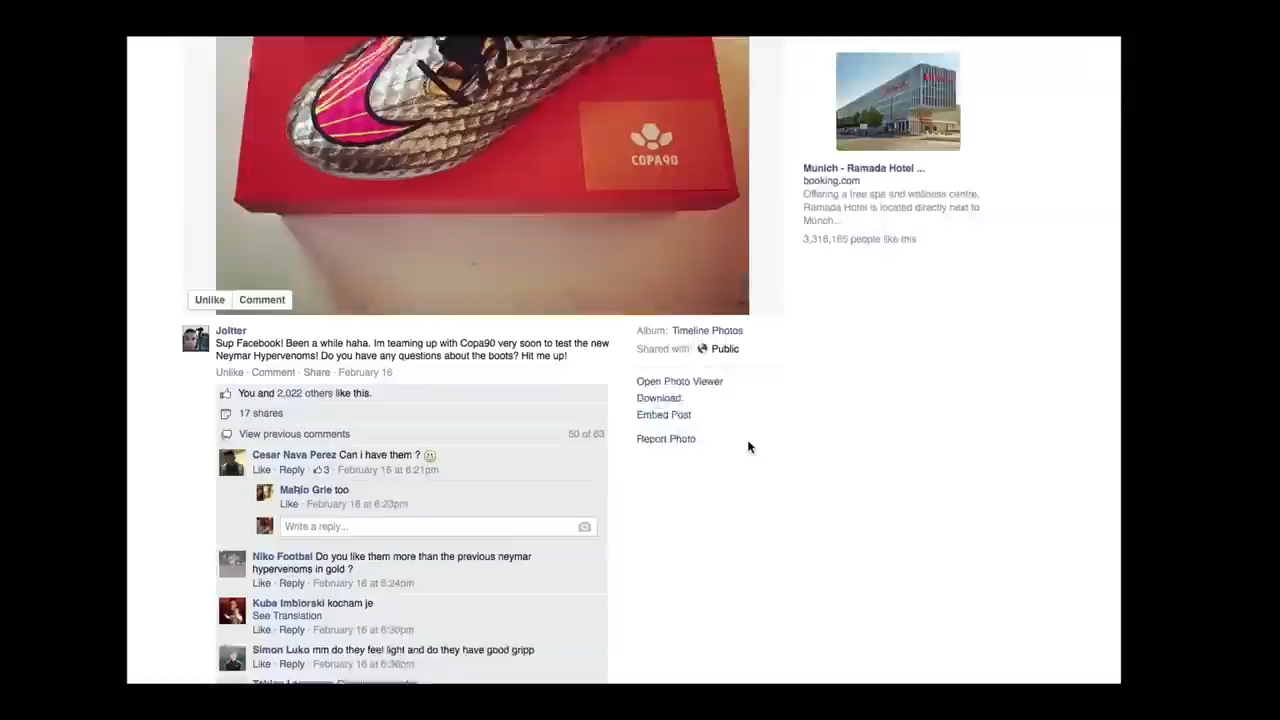 COPA90
Munich - Ramada Hotel ...
booking.com
Offering a free spa and wellness centre,
Ramada Hotel is located directly next to
Münch...
3,316,165 people like this
Unlike Comment
Joltter
Sup Facebook! Been a while haha. Im teaming up with Copa90 very soon to test the new
Neymar Hypervenoms! Do you have any questions about the boots? Hit me up!
Unlike · Comment · Share · February 16
Album: Timeline Photos
Shared with Public
Open Photo Viewer
Download
Embed Post
Report Photo
You and 2,022 others like this.
17 shares
View previous comments 50 of 63
Cesar Nava Perez Can i have them ?
Like · Reply · 3 · February 16 at 6:21pm
Mario Grie too
Like · February 16 at 6:23pm
Write a reply...
Niko Footbal Do you like them more than the previous neymar
hypervenoms in gold ?
Like · Reply · February 16 at 6:24pm
Kuba Imbiorski kocham je
See Translation
Like · Reply · February 16 at 6:30pm
Simon Luko mm do they feel light and do they have good gripp
Like · Reply · February 16 at 6:36pm